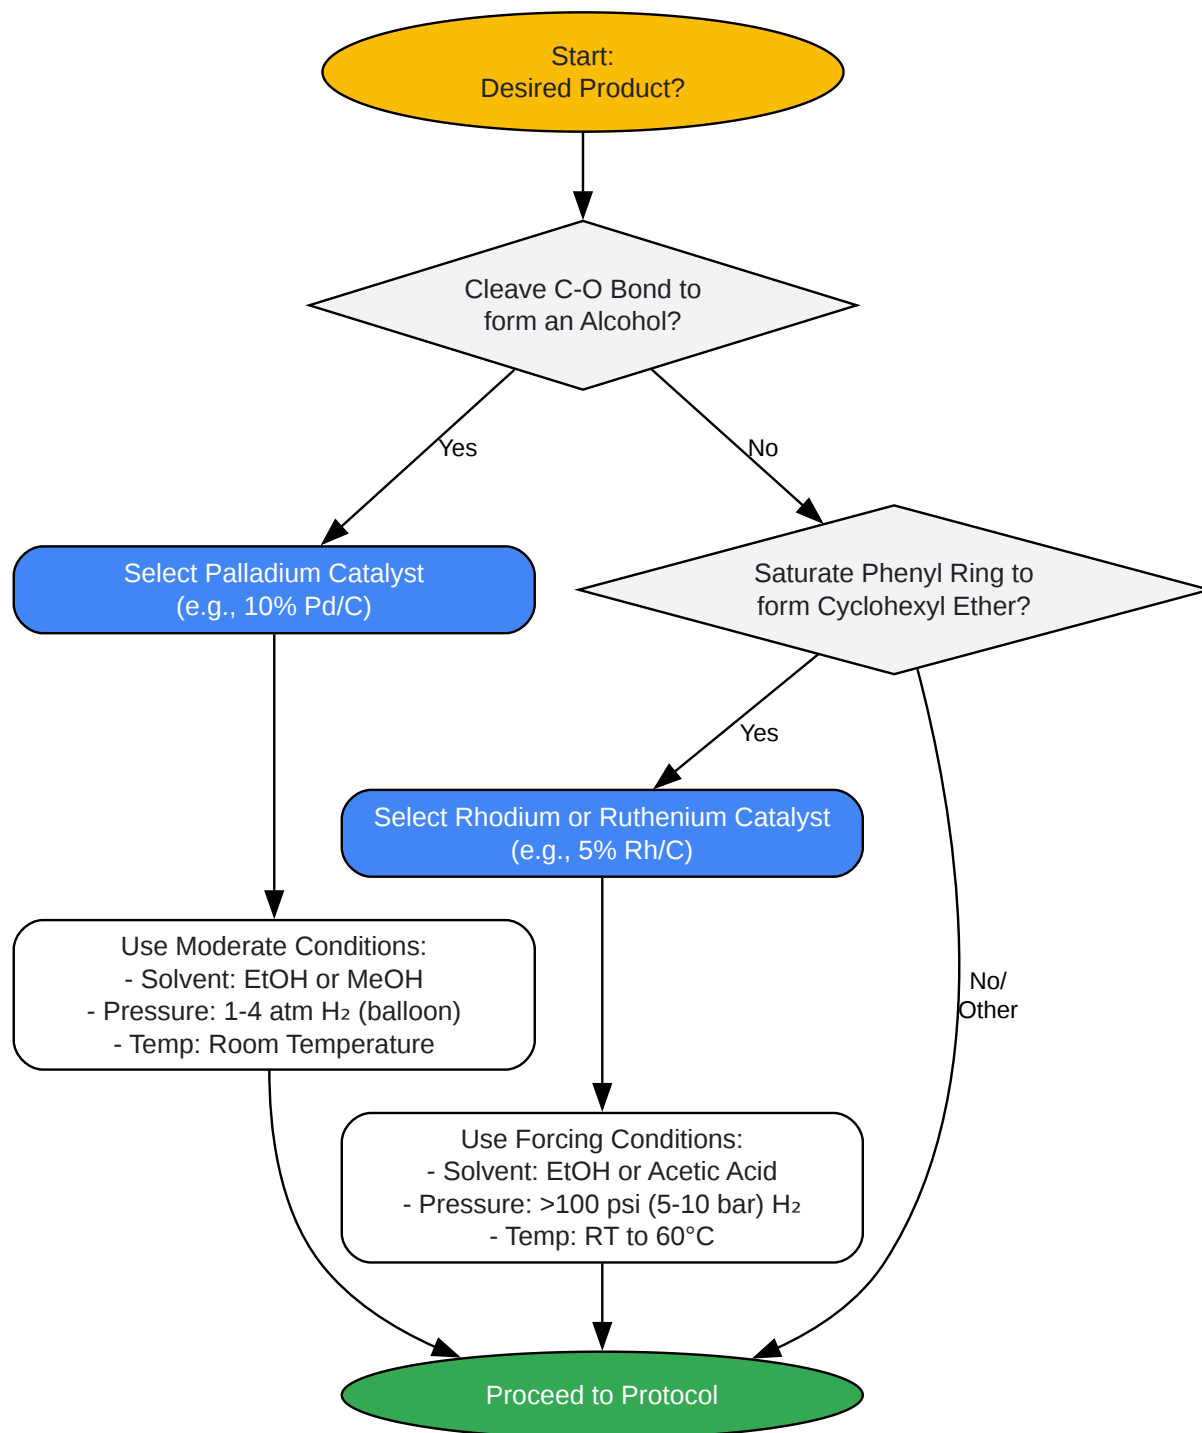 Start:
Desired Product?
Cleave C-O Bond to
form an Alcohol?
Yes
No
Select Palladium Catalyst
(e.g., 10% Pd/C)
Saturate Phenyl Ring to
form Cyclohexyl Ether?
Yes
Select Rhodium or Ruthenium Catalyst
(e.g., 5% Rh/C)
Use Moderate Conditions:
- Solvent: EtOH or MeOH
- Pressure: 1-4 atm H₂ (balloon)
- Temp: Room Temperature
No/
Other
Use Forcing Conditions:
- Solvent: EtOH or Acetic Acid
- Pressure: >100 psi (5-10 bar) H₂
- Temp: RT to 60°C
Proceed to Protocol